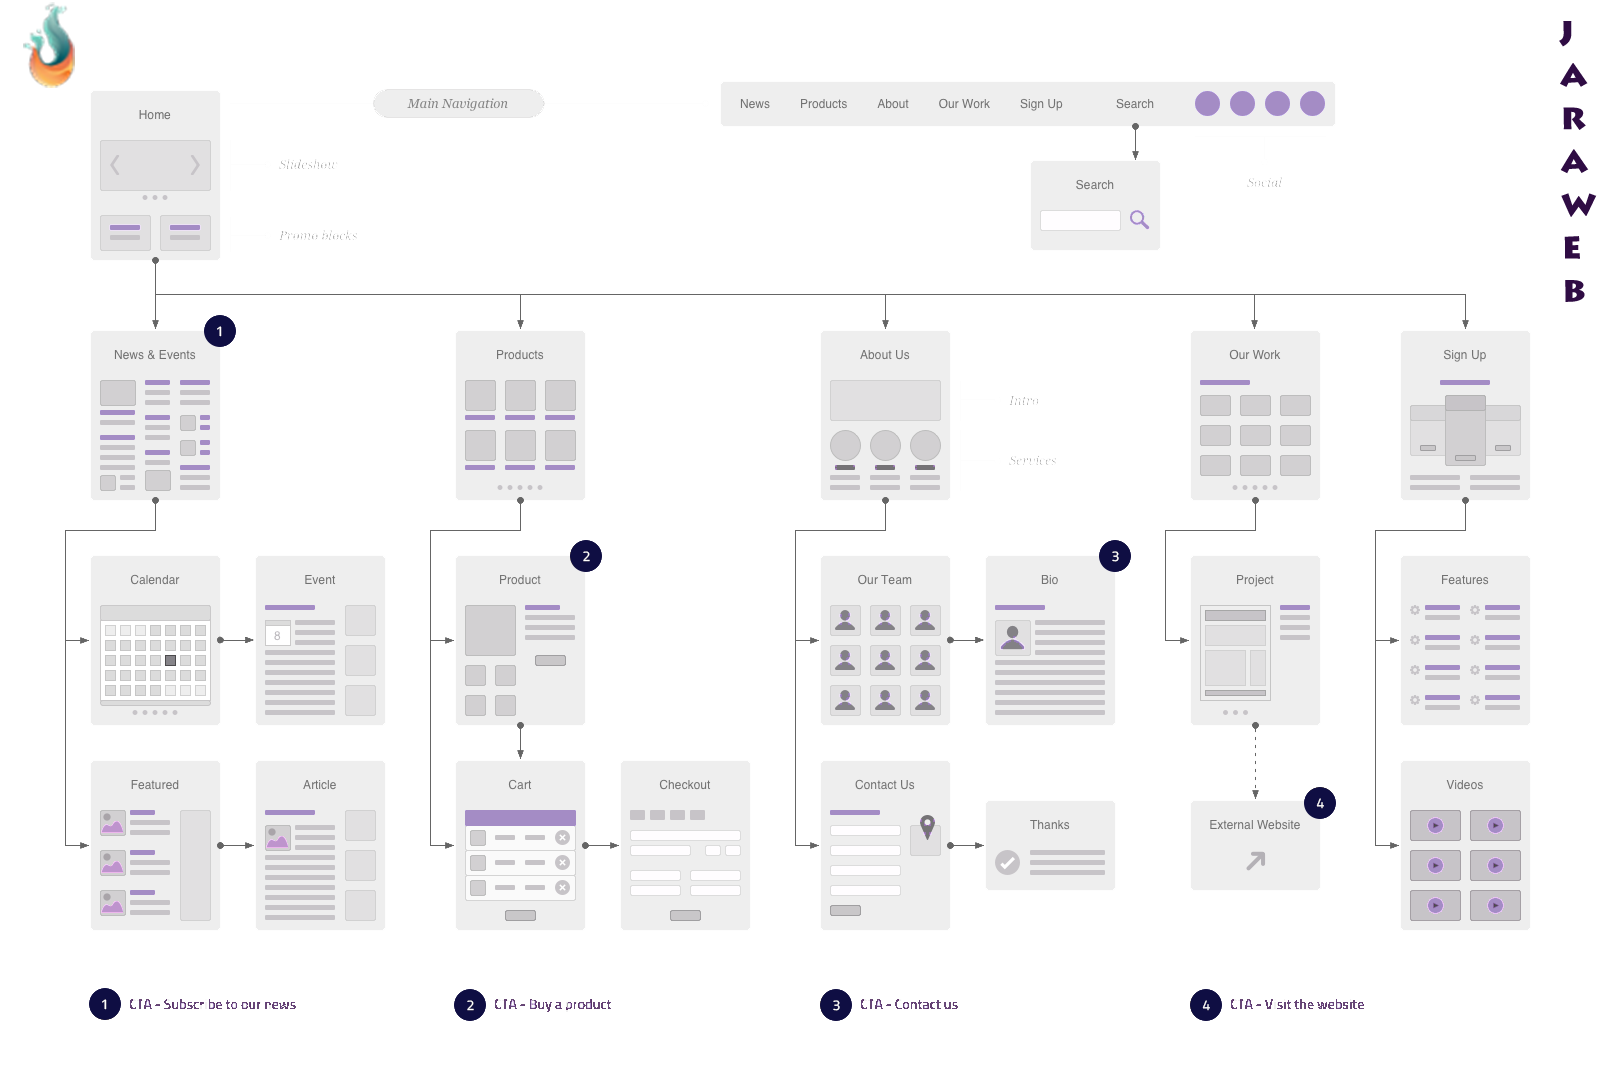 JARAWEB
Home
Main Navigation
News Products About Our Work Sign Up Search
Slideshow
Promo blocks
Search
Social
News & Events
1
Products
About Us
Intro
Services
Our Work
Sign Up
Calendar
Event
8
Product
2
Our Team
Bio
3
Project
Features
Featured
Article
Cart
Checkout
Contact Us
Thanks
External Website
4
Videos
1 CTA - Subscribe to our news
2 CTA - Buy a product
3 CTA - Contact us
4 CTA - Visit the website